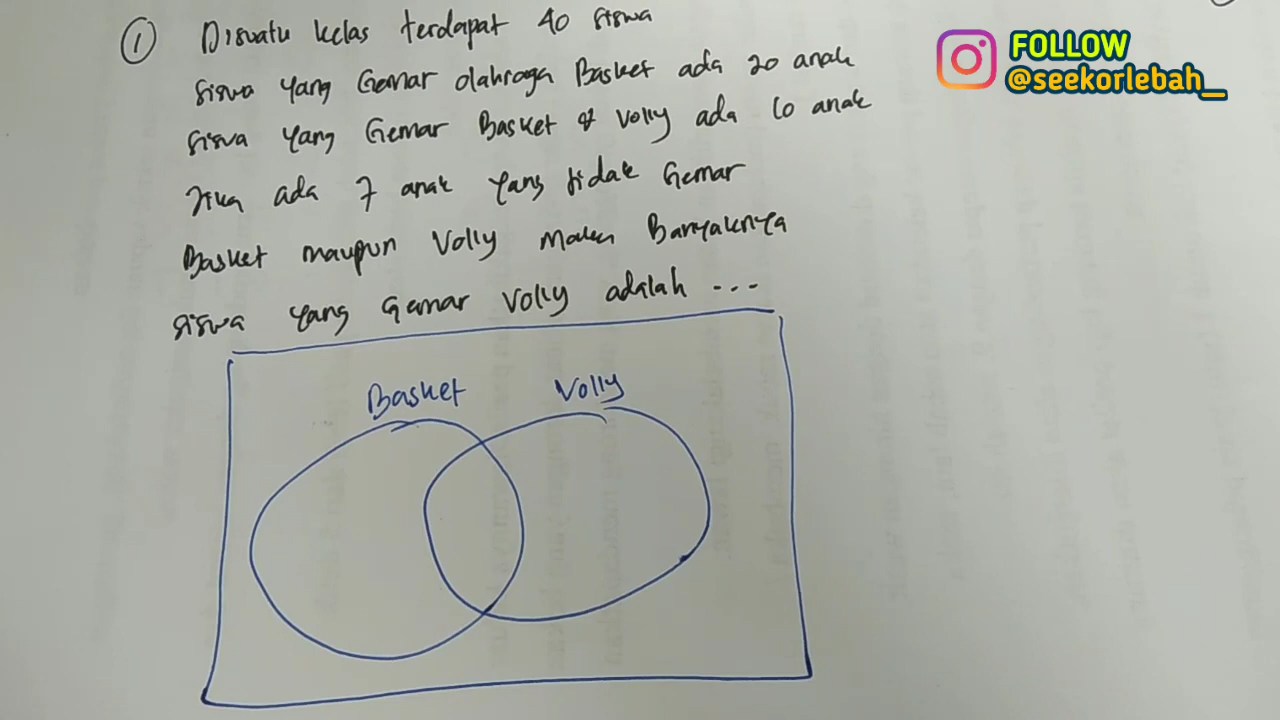 ① Disuatu kelas terdapat 40 siswa
siswa yang Gemar olahraga Basket ada 20 anak
siswa yang Gemar Basket & Volly ada 10 anak
Jika ada 7 anak yang tidak Gemar
Basket maupun Volly maka Banyaknya
siswa yang Gemar Volly adalah ...
Basket Volly
FOLLOW
@seekorlebah_